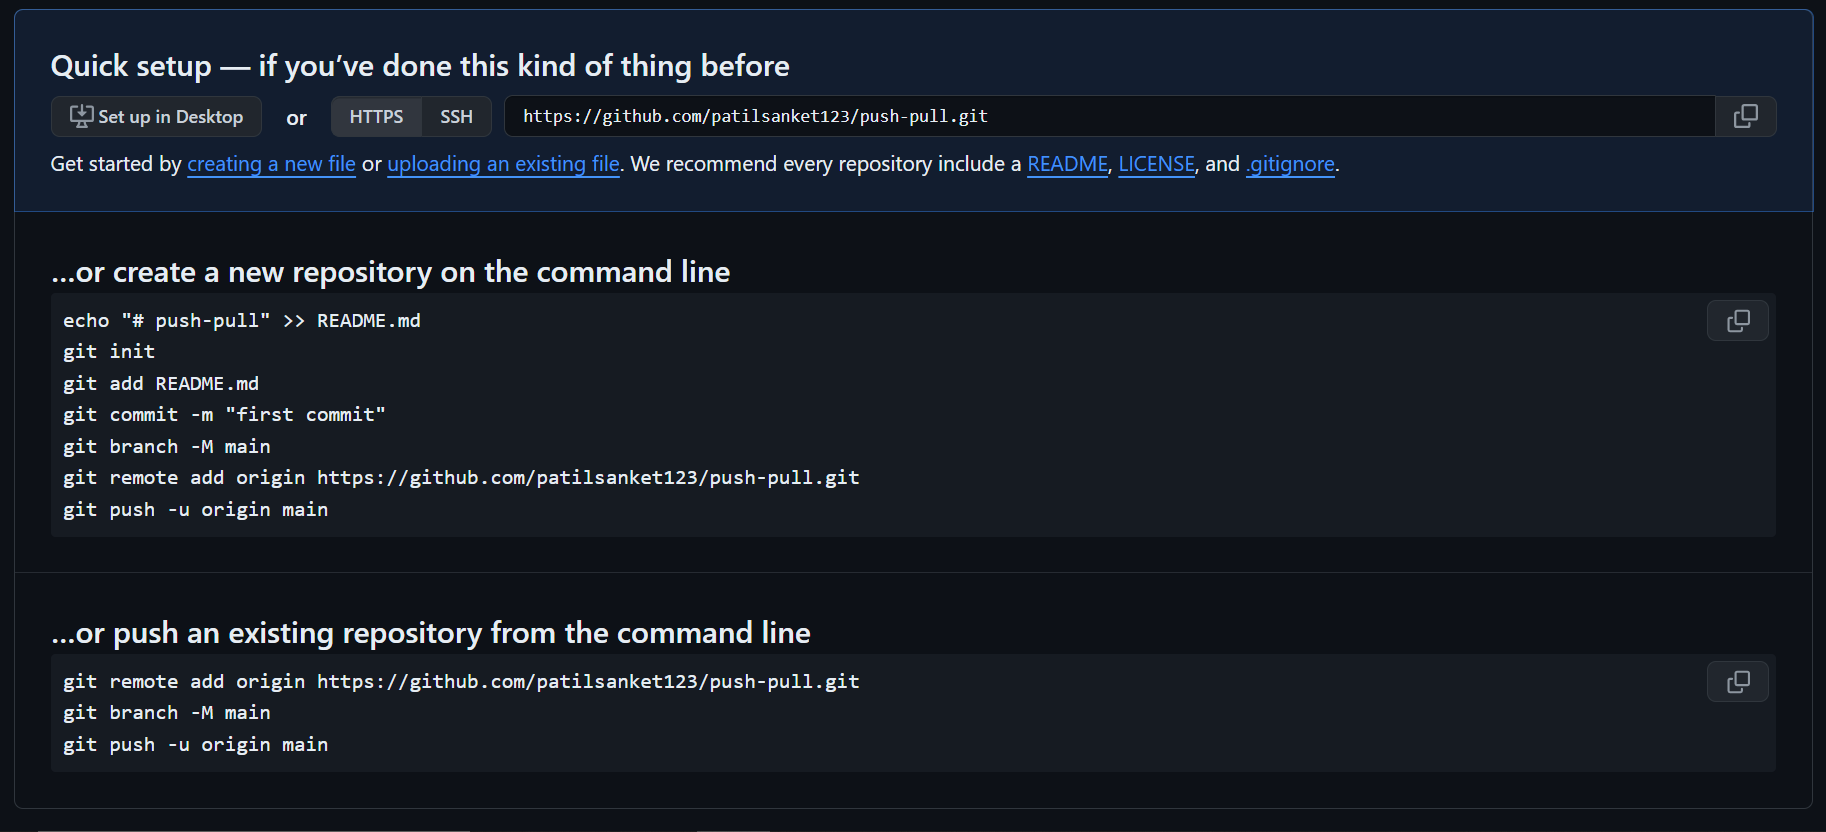 Quick setup — if you’ve done this kind of thing before
Set up in Desktop or HTTPS SSH https://github.com/patilsanket123/push-pull.git
Get started by creating a new file or uploading an existing file. We recommend every repository include a README, LICENSE, and .gitignore.
…or create a new repository on the command line
echo "# push-pull" >> README.md
git init
git add README.md
git commit -m "first commit"
git branch -M main
git remote add origin https://github.com/patilsanket123/push-pull.git
git push -u origin main
…or push an existing repository from the command line
git remote add origin https://github.com/patilsanket123/push-pull.git
git branch -M main
git push -u origin main